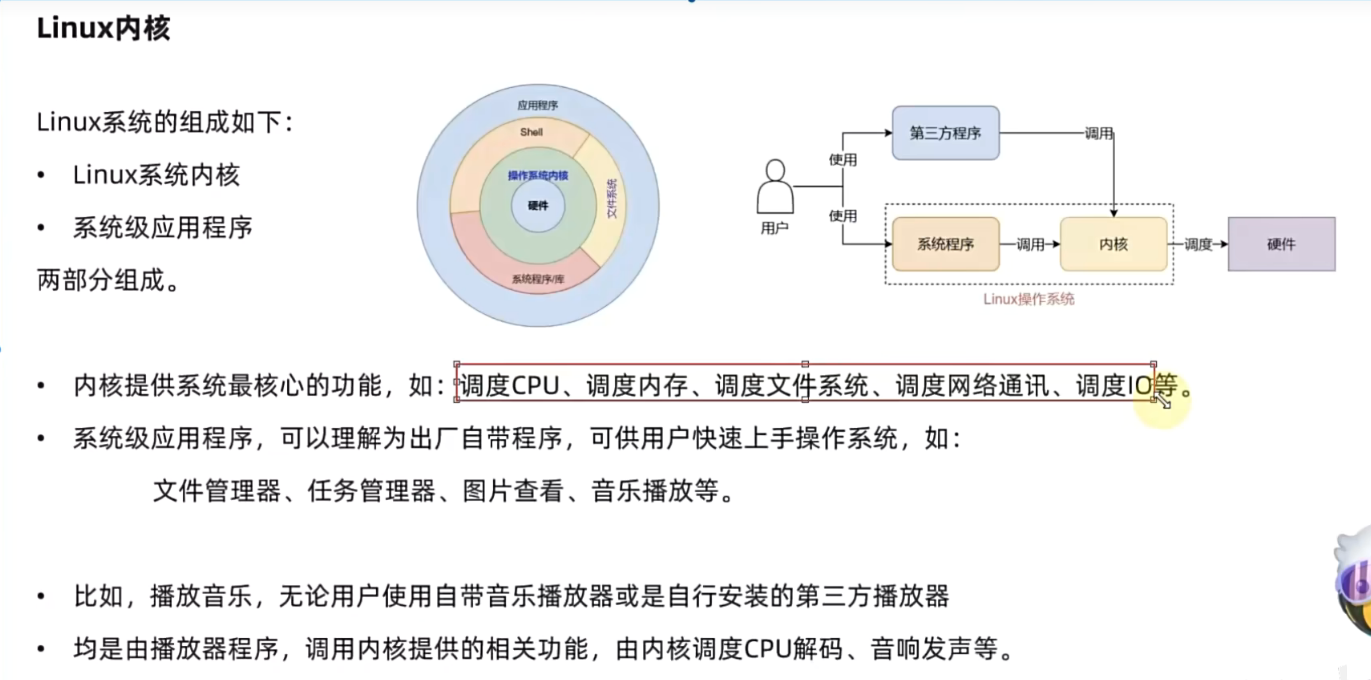 Linux内核
Linux系统的组成如下：
• Linux系统内核
• 系统级应用程序
两部分组成。
应用程序
Shell
操作系统内核
硬件
文件系统
系统程序/库
用户
使用
使用
第三方程序
调用
系统程序
调用
内核
调度
硬件
Linux操作系统
• 内核提供系统最核心的功能，如：调度CPU、调度内存、调度文件系统、调度网络通讯、调度IO等。
• 系统级应用程序，可以理解为出厂自带程序，可供用户快速上手操作系统，如：
文件管理器、任务管理器、图片查看、音乐播放等。
• 比如，播放音乐，无论用户使用自带音乐播放器或是自行安装的第三方播放器
• 均是由播放器程序，调用内核提供的相关功能，由内核调度CPU解码、音响发声等。